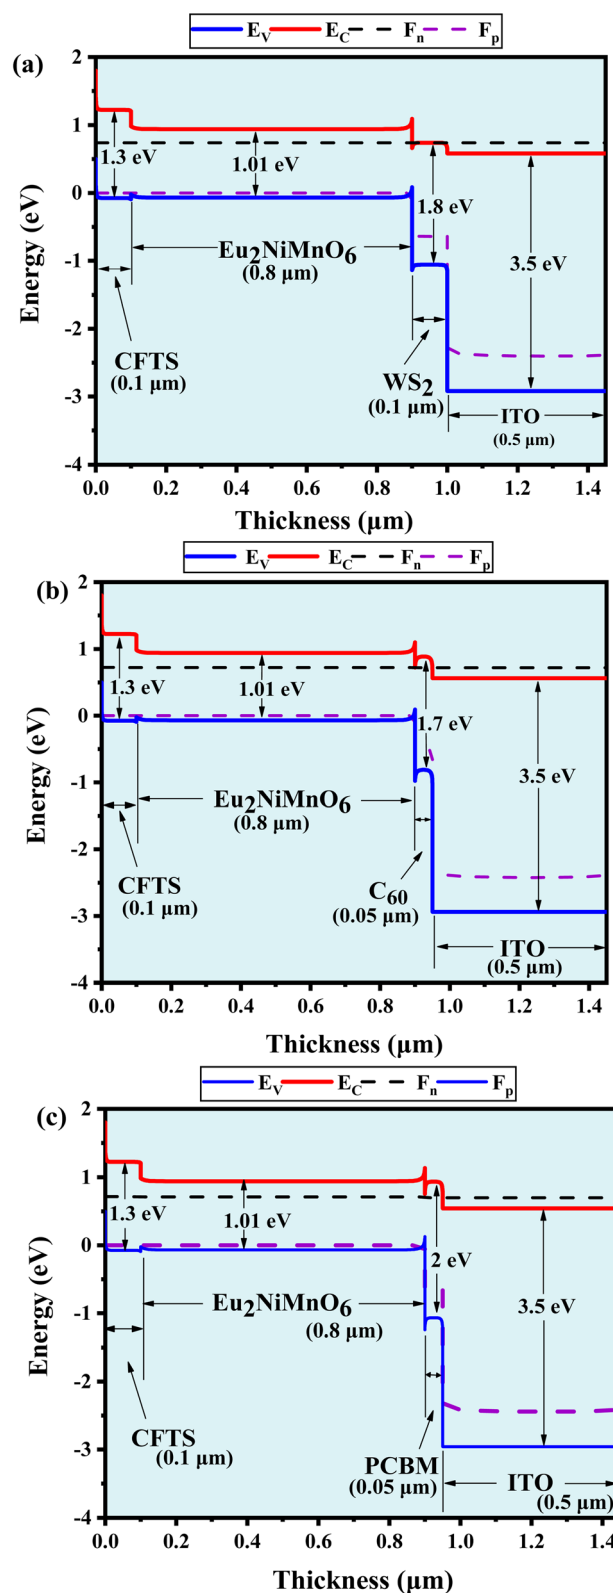 E_V E_C F_n F_p
(a)
2
1
0
-1
-2
-3
-4
Energy (eV)
1.3 eV
1.01 eV
1.8 eV
3.5 eV
Eu₂NiMnO₆
(0.8 µm)
CFTS
(0.1 µm)
WS₂
(0.1 µm)
ITO
(0.5 µm)
0.0 0.2 0.4 0.6 0.8 1.0 1.2 1.4
Thickness (µm)
E_V E_C F_n F_p
(b)
2
1
0
-1
-2
-3
-4
Energy (eV)
1.3 eV
1.01 eV
1.7 eV
3.5 eV
Eu₂NiMnO₆
(0.8 µm)
CFTS
(0.1 µm)
C₆₀
(0.05 µm)
ITO
(0.5 µm)
0.0 0.2 0.4 0.6 0.8 1.0 1.2 1.4
Thickness (µm)
E_V E_C F_n F_p
(c)
2
1
0
-1
-2
-3
-4
Energy (eV)
1.3 eV
1.01 eV
2 eV
3.5 eV
Eu₂NiMnO₆
(0.8 µm)
CFTS
(0.1 µm)
PCBM
(0.05 µm)
ITO
(0.5 µm)
0.0 0.2 0.4 0.6 0.8 1.0 1.2 1.4
Thickness (µm)